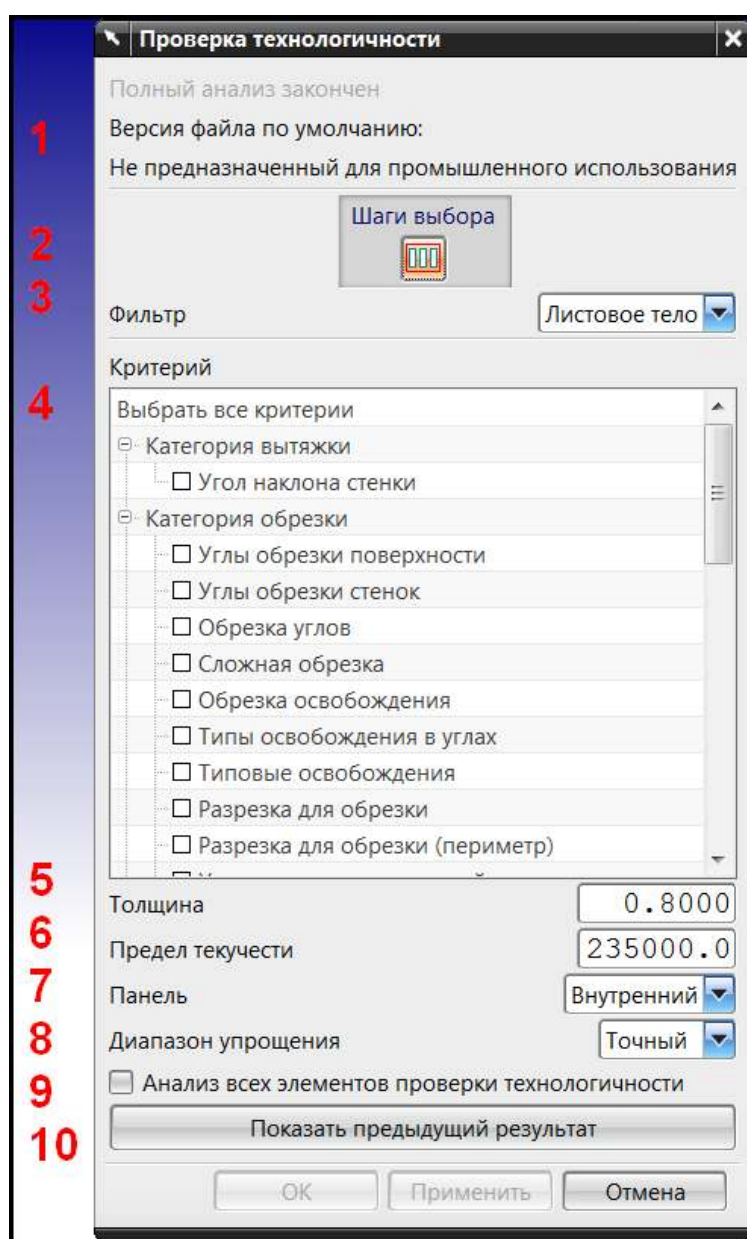 Проверка технологичности
Полный анализ закончен
1
Версия файла по умолчанию:
Не предназначенный для промышленного использования
2
Шаги выбора
3
Фильтр Листовое тело
Критерий
4
Выбрать все критерии
Категория вытяжки
Угол наклона стенки
Категория обрезки
Углы обрезки поверхности
Углы обрезки стенок
Обрезка углов
Сложная обрезка
Обрезка освобождения
Типы освобождения в углах
Типовые освобождения
Разрезка для обрезки
Разрезка для обрезки (периметр)
5
Толщина 0.8000
6
Предел текучести 235000.0
7
Панель Внутренний
8
Диапазон упрощения Точный
9
Анализ всех элементов проверки технологичности
10
Показать предыдущий результат
ОК Применить Отмена